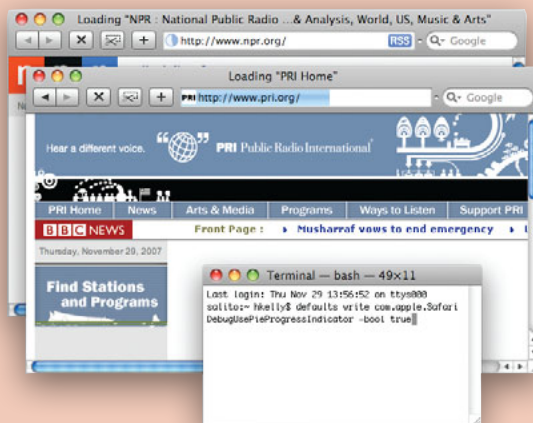 Loading "NPR : National Public Radio ...& Analysis, World, US, Music & Arts"
http://www.npr.org/
RSS
Google
Loading "PRI Home"
PRI http://www.pri.org/
Google
Hear a different voice.
PRI Public Radio International
PRI Home News Arts & Media Programs Ways to Listen Support PRI
BBC NEWS Front Page : Musharraf vows to end emergency
Thursday, November 29, 2007
Find Stations
and Programs
Terminal — bash — 49×11
Last login: Thu Nov 29 13:56:52 on ttys000
salito:~ hkelly$ defaults write com.apple.Safari
DebugUsePieProgressIndicator -bool true